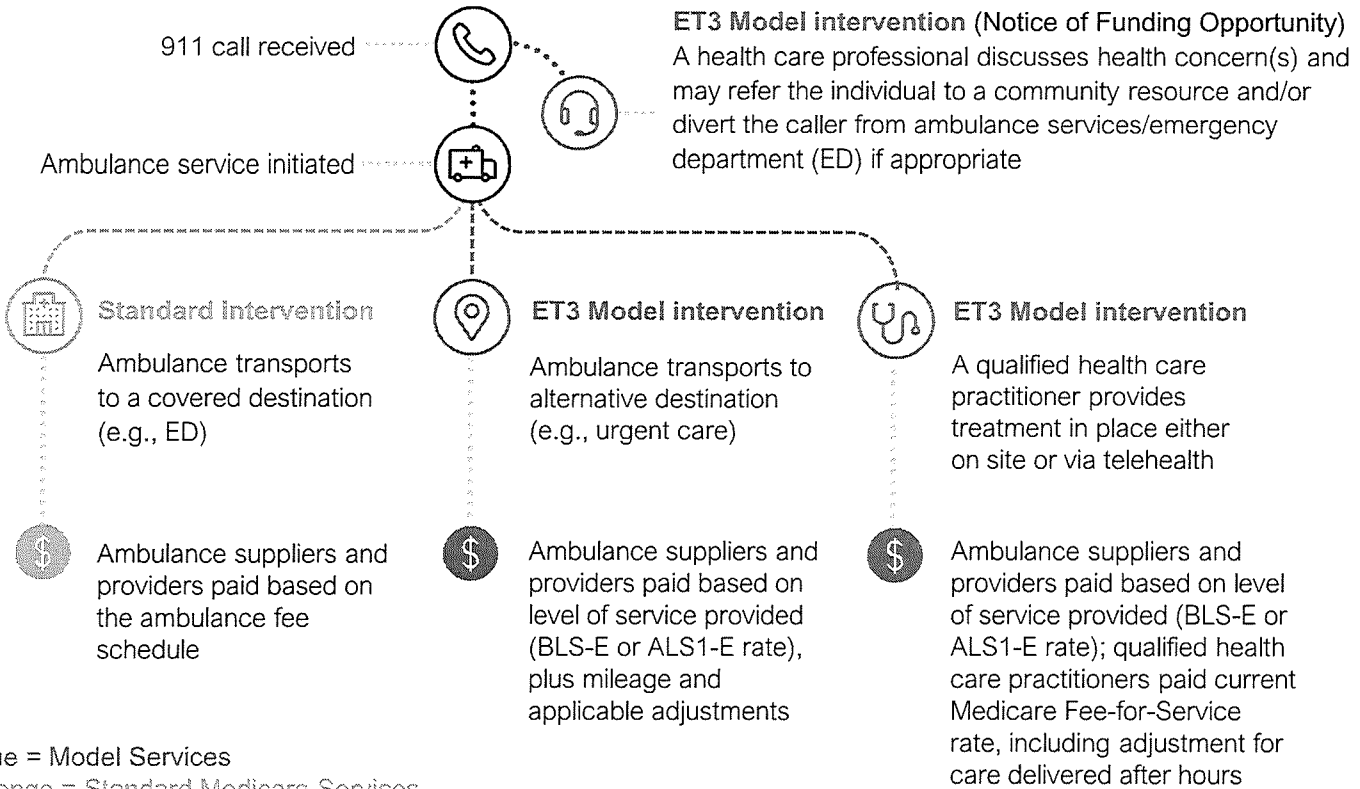 911 call received
ET3 Model intervention (Notice of Funding Opportunity)
A health care professional discusses health concern(s) and
may refer the individual to a community resource and/or
divert the caller from ambulance services/emergency
department (ED) if appropriate
Ambulance service initiated
Standard Intervention
Ambulance transports
to a covered destination
(e.g., ED)
$
Ambulance suppliers and
providers paid based on
the ambulance fee
schedule
ET3 Model intervention
Ambulance transports to
alternative destination
(e.g., urgent care)
$
Ambulance suppliers and
providers paid based on
level of service provided
(BLS-E or ALS1-E rate),
plus mileage and
applicable adjustments
ET3 Model intervention
A qualified health care
practitioner provides
treatment in place either
on site or via telehealth
$
Ambulance suppliers and
providers paid based on level
of service provided (BLS-E or
ALS1-E rate); qualified health
care practitioners paid current
Medicare Fee-for-Service
rate, including adjustment for
care delivered after hours
= Model Services
= Standard Medicare Services